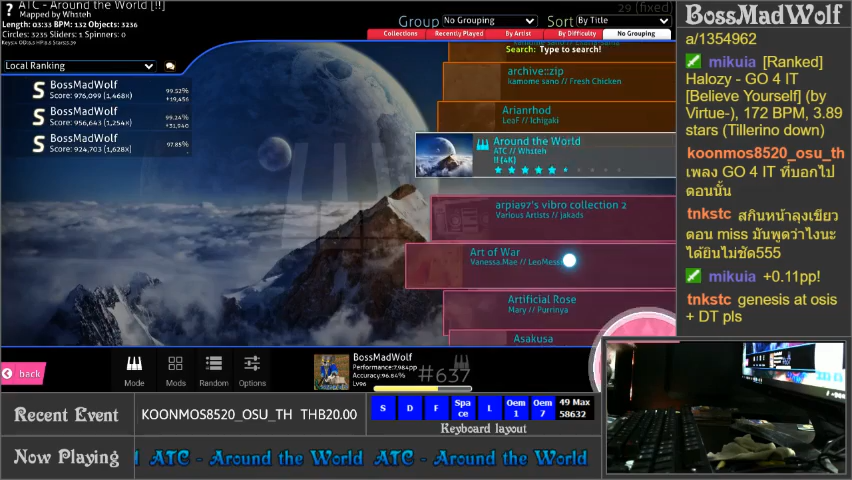 ATC - Around the World [!!]
Mapped by Wh1teh
Length: 03:33 BPM: 132 Objects: 3236
Circles: 3235 Sliders: 1 Spinners: 0
29 (fixed)
Group
No Grouping
Sort
By Title
Collections
Recently Played
By Artist
By Difficulty
No Grouping
Local Ranking
Search: Type to search!
S
BossMadWolf
Score: 976,099 (1,468x)
99.52%
+19,456
S
BossMadWolf
Score: 956,643 (1,254x)
99.24%
+31,940
S
BossMadWolf
Score: 924,703 (1,628x)
97.85%
archive::zip
kamome sano // Fresh Chicken
Arianrhod
LeaF // Ichigaki
Around the World
ATC // Wh1teh
!! (4K)
arpia97's vibro collection 2
Various Artists // jakads
Art of War
Vanessa Mae // LeoMess
Artificial Rose
Mary // Purrinya
Asakusa
back
Mode
Mods
Random
Options
BossMadWolf
Performance:7,984pp
Accuracy:96.64%
Lv96
#637
Recent Event
KOONMOS8520_OSU_TH THB20.00
S
D
F
Spa
ce
L
Oem
1
Oem
7
49 Max
58632
Keyboard layout
Now Playing
ATC - Around the World ATC - Around the World
BossMadWolf
a/1354962
mikuia [Ranked]
Halozy - GO 4 IT
[Believe Yourself] (by
Virtue-), 172 BPM, 3.89
stars (Tillerino down)
koonmos8520_osu_th
เพลง GO 4 IT ที่บอกไป
ตอนนั้น
tnkstc สกินหน้าลุงเขียว
ตอน miss มันพูดว่าไงนะ
ได้ยินไม่ชัด555
mikuia +0.11pp!
tnkstc genesis at osis
+ DT pls